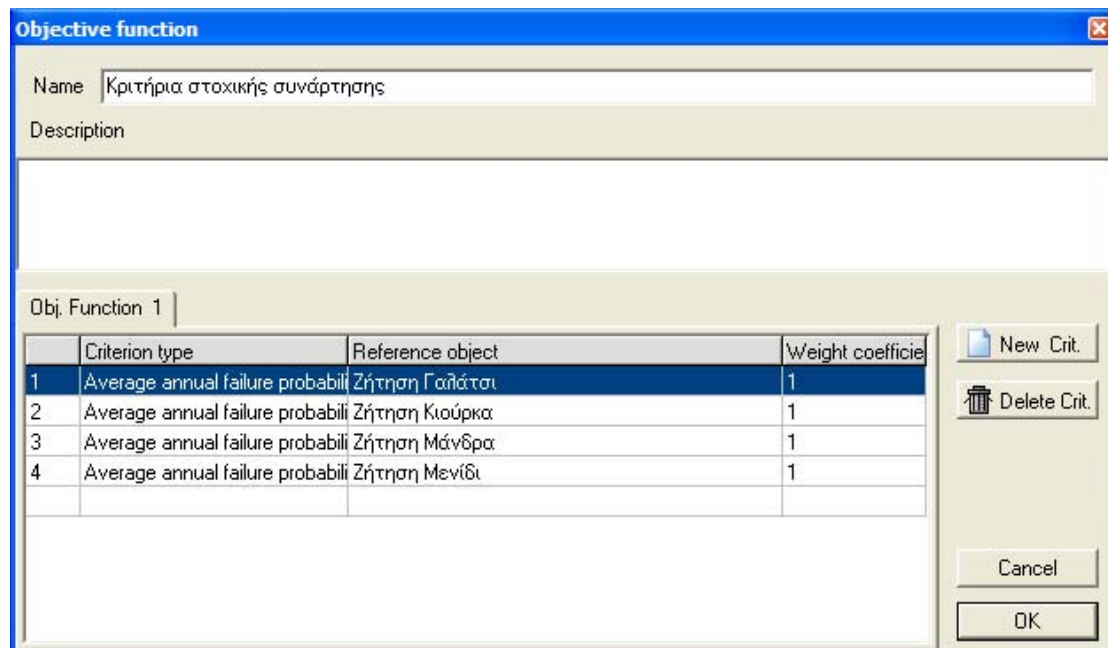 Objective function
Name Κριτήρια στοχικής συνάρτησης
Description
Obj. Function 1
Criterion type Reference object Weight coefficie
New Crit.
1 Average annual failure probabili Ζήτηση Γαλάτσι 1
2 Average annual failure probabili Ζήτηση Κιούρκα 1
Delete Crit.
3 Average annual failure probabili Ζήτηση Μάνδρα 1
4 Average annual failure probabili Ζήτηση Μενίδι 1
Cancel
OK